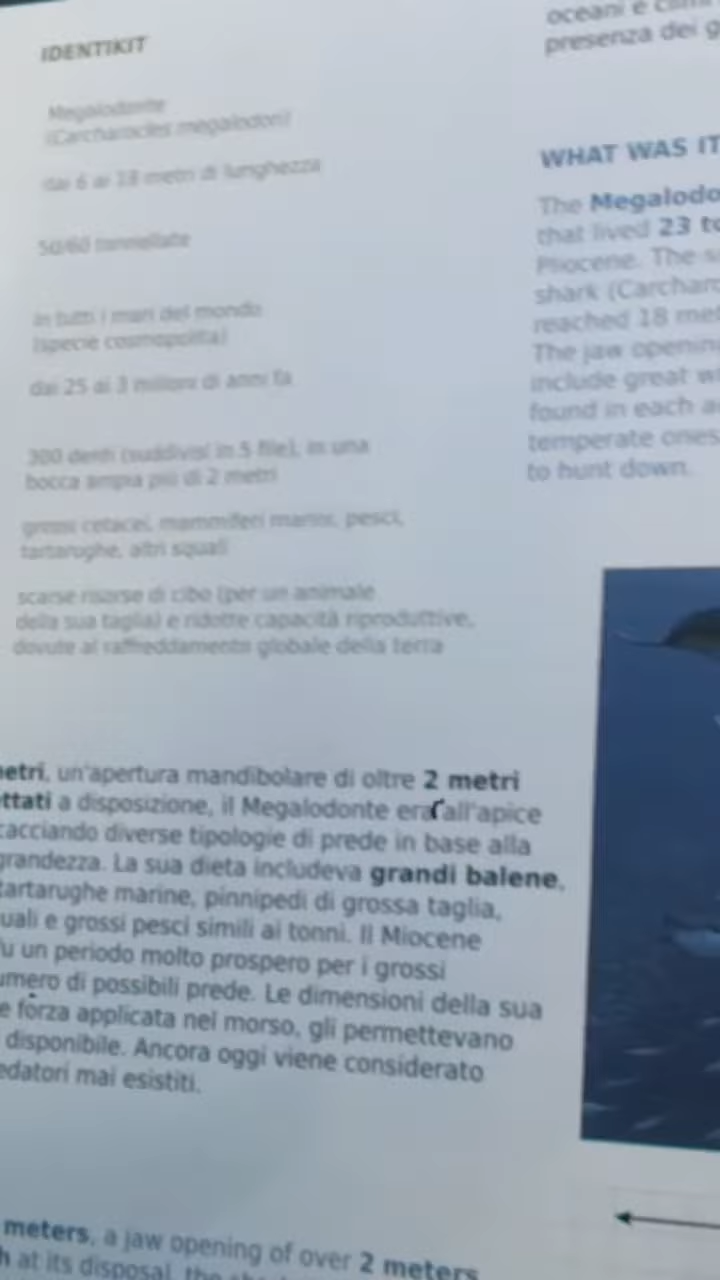 IDENTIKIT
Megalodonte
(Carcharocles megalodon)
dai 6 ai 18 metri di lunghezza
50/60 tonnellate
in tutti i mari del mondo
(specie cosmopolita)
dai 25 ai 3 milioni di anni fa
300 denti (suddivisi in 5 file), in una
bocca ampia più di 2 metri
grossi cetacei, mammiferi marini, pesci,
tartarughe, altri squali
scarse risorse di cibo (per un animale
della sua taglia) e ridotte capacità riproduttive,
dovute al raffreddamento globale della terra
etri, un'apertura mandibolare di oltre 2 metri
ttati a disposizione, il Megalodonte era all'apice
cacciando diverse tipologie di prede in base alla
grandezza. La sua dieta includeva grandi balene,
tartarughe marine, pinnipedi di grossa taglia,
uali e grossi pesci simili ai tonni. Il Miocene
fu un periodo molto prospero per i grossi
umero di possibili prede. Le dimensioni della sua
e forza applicata nel morso, gli permettevano
disponibile. Ancora oggi viene considerato
edatori mai esistiti.
meters, a jaw opening of over 2 meters
h at its disposal, the
oceani e
presenza dei g
WHAT WAS IT
The Megalodo
that lived 23 to
Pliocene. The s
shark (Carchar
reached 18 met
The jaw opening
include great w
found in each a
temperate ones
to hunt down.